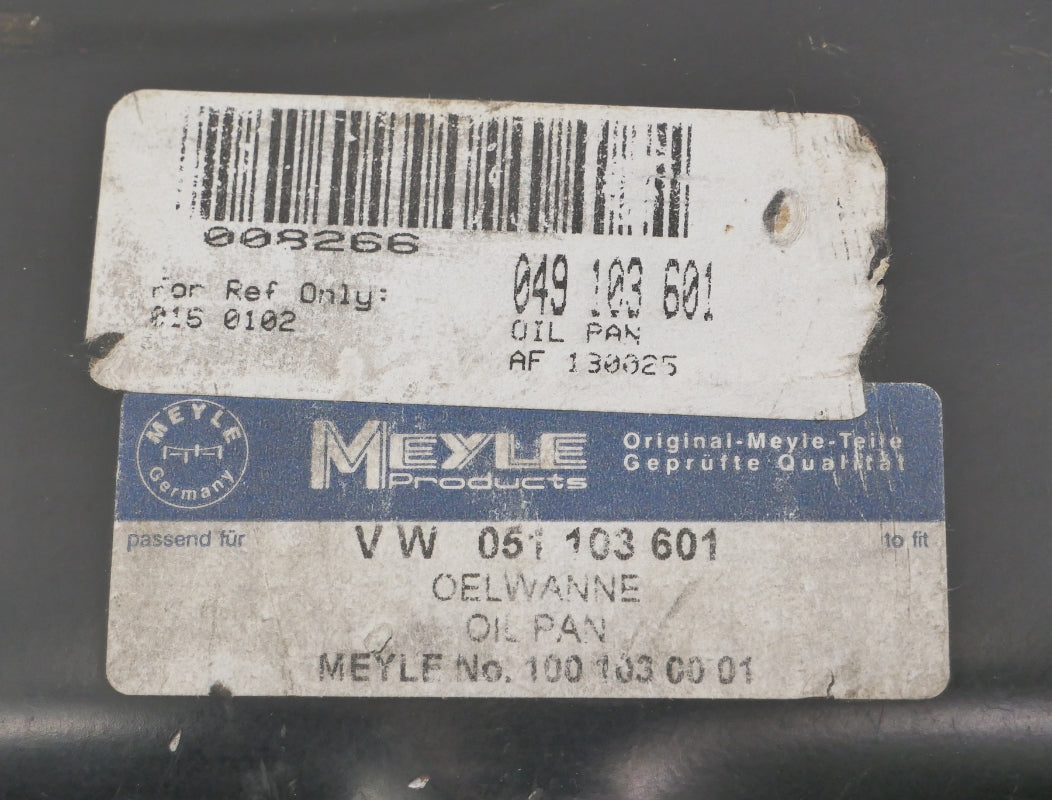 008266
For Ref Only:
016 0102
049 103 601
OIL PAN
AF 130025
MEYLE
Germany
MEYLE
Products
Original-Meyle-Teile
Geprüfte Qualität
passend für
VW 051 103 601
to fit
OELWANNE
OIL PAN
MEYLE No. 100 103 00 01